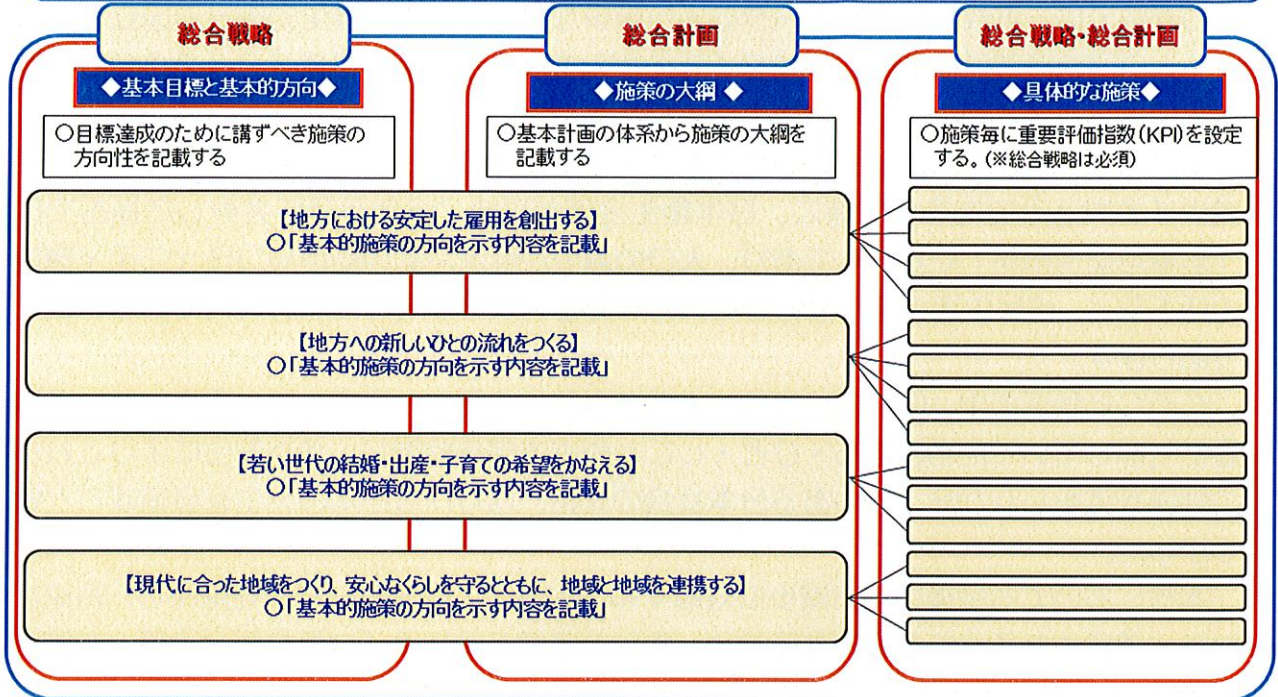 総合戦略
総合計画
総合戦略・総合計画
◆基本目標と基本的方向◆
◆施策の大綱 ◆
◆具体的な施策◆
○目標達成のために講ずべき施策の
方向性を記載する
○基本計画の体系から施策の大綱を
記載する
○施策毎に重要評価指数(KPI)を設定
する。(※総合戦略は必須)
【地方における安定した雇用を創出する】
○「基本的施策の方向を示す内容を記載」
【地方への新しいひとの流れをつくる】
○「基本的施策の方向を示す内容を記載」
【若い世代の結婚・出産・子育ての希望をかなえる】
○「基本的施策の方向を示す内容を記載」
【現代に合った地域をつくり、安心なくらしを守るとともに、地域と地域を連携する】
○「基本的施策の方向を示す内容を記載」